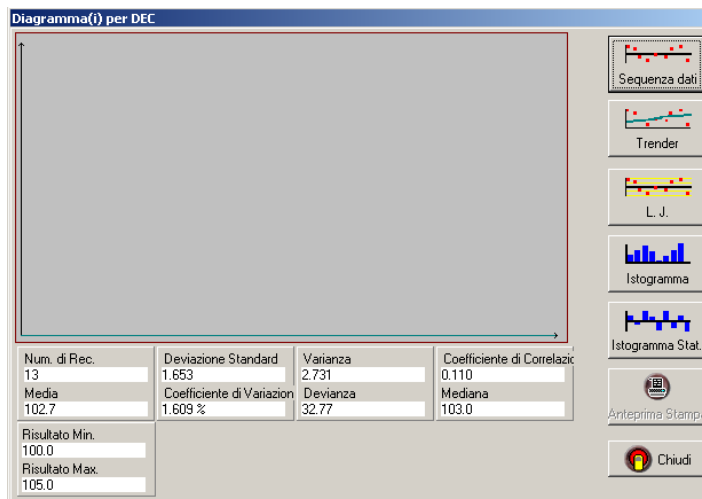 Diagramma(i) per DEC
Sequenza dati
Trender
L. J.
Istogramma
Istogramma Stat.
Anteprima Stampa
Chiudi
Num. di Rec.
13
Media
102.7
Deviazione Standard
1.653
Coefficiente di Variazion
1.609 %
Varianza
2.731
Devianza
32.77
Coefficiente di Correlazic
0.110
Mediana
103.0
Risultato Min.
100.0
Risultato Max.
105.0